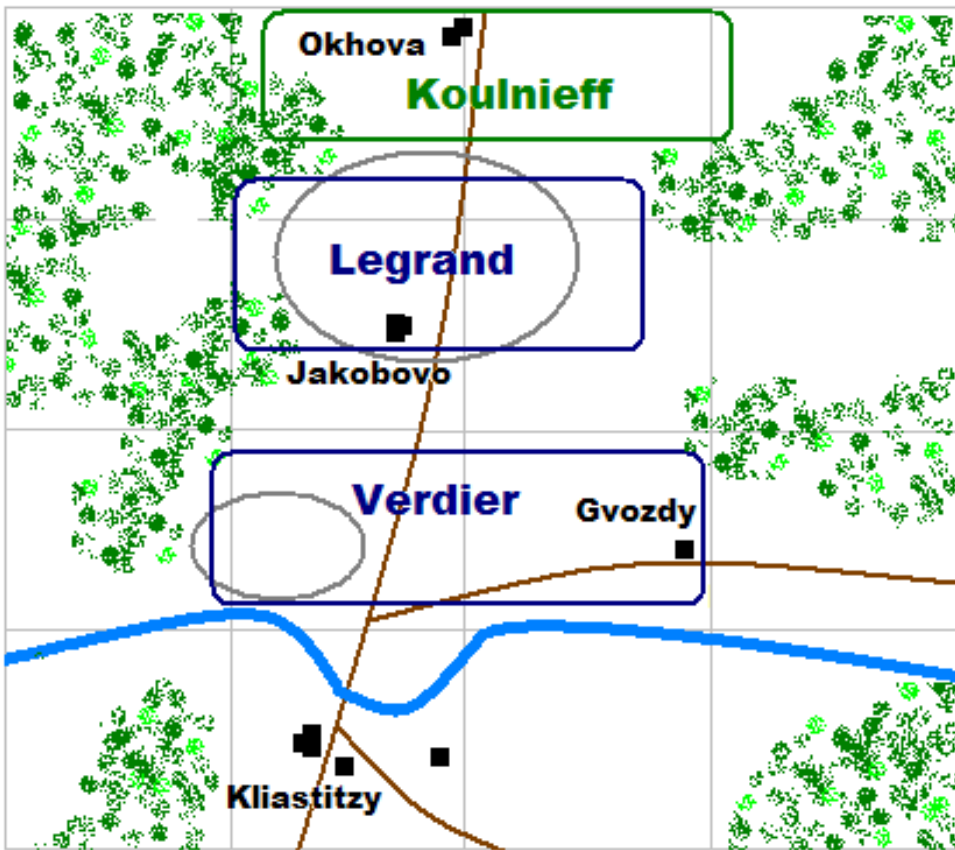 Okhova
Koulnieff
Legrand
Jakobovo
Verdier
Gvozdy
Kliastitzy